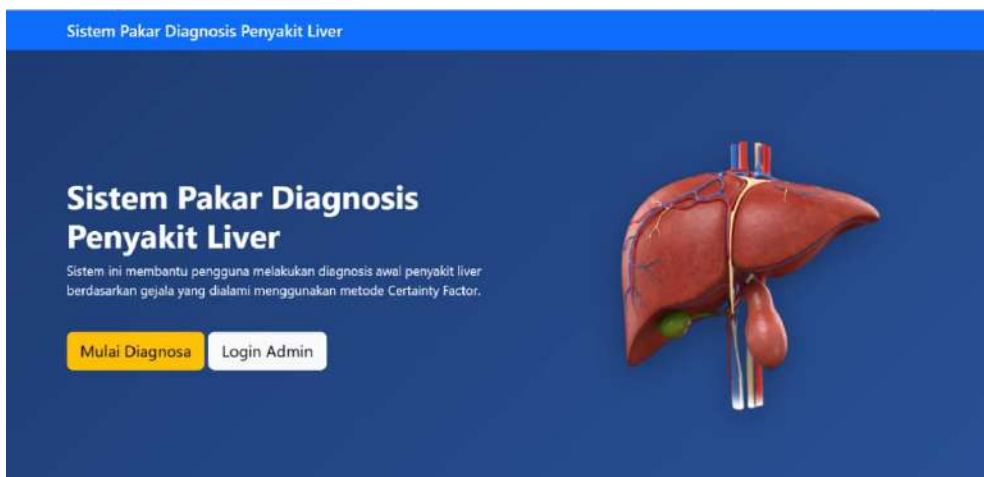 Sistem Pakar Diagnosis Penyakit Liver
Sistem Pakar Diagnosis
Penyakit Liver
Sistem ini membantu pengguna melakukan diagnosis awal penyakit liver
berdasarkan gejala yang dialami menggunakan metode Certainty Factor.
Mulai Diagnosa
Login Admin